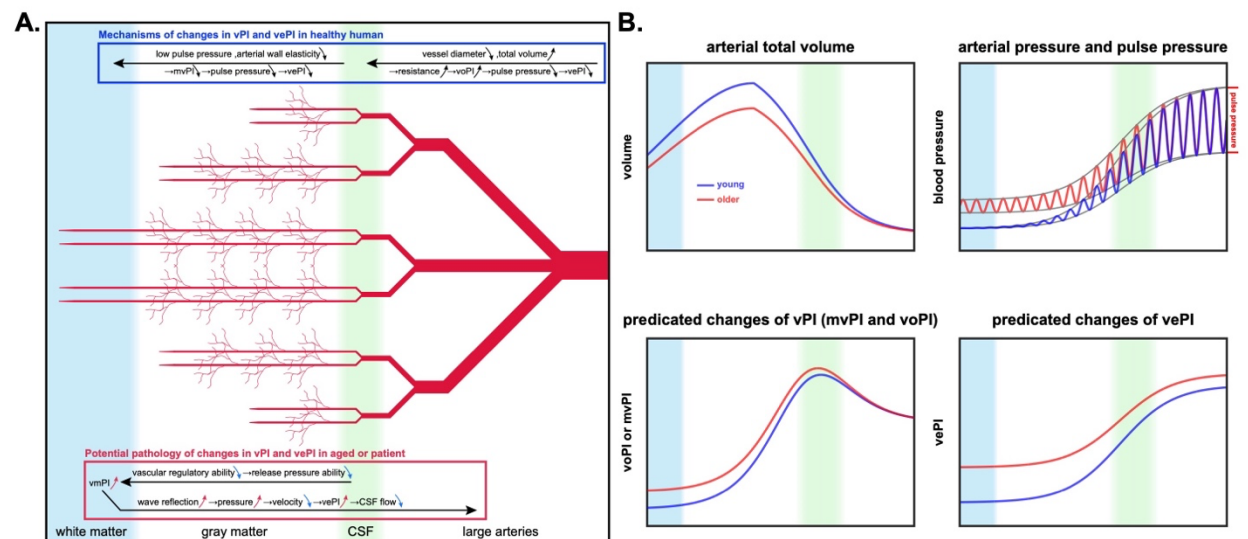 A.
Mechanisms of changes in vPI and vePI in healthy human
low pulse pressure ,arterial wall elasticity
→mvPI →pulse pressure →vePI
vessel diameter ,total volume
→resistance →voPI →pulse pressure →vePI
Potential pathology of changes in vPI and vePI in aged or patient
vascular regulatory ability →release pressure ability
vmPI
wave reflection →pressure →velocity →vePI →CSF flow
white matter
gray matter
CSF
large arteries
B.
arterial total volume
volume
young
older
arterial pressure and pulse pressure
blood pressure
pulse pressure
predicated changes of vPI (mvPI and voPI)
voPI or mvPI
predicated changes of vePI
vePI